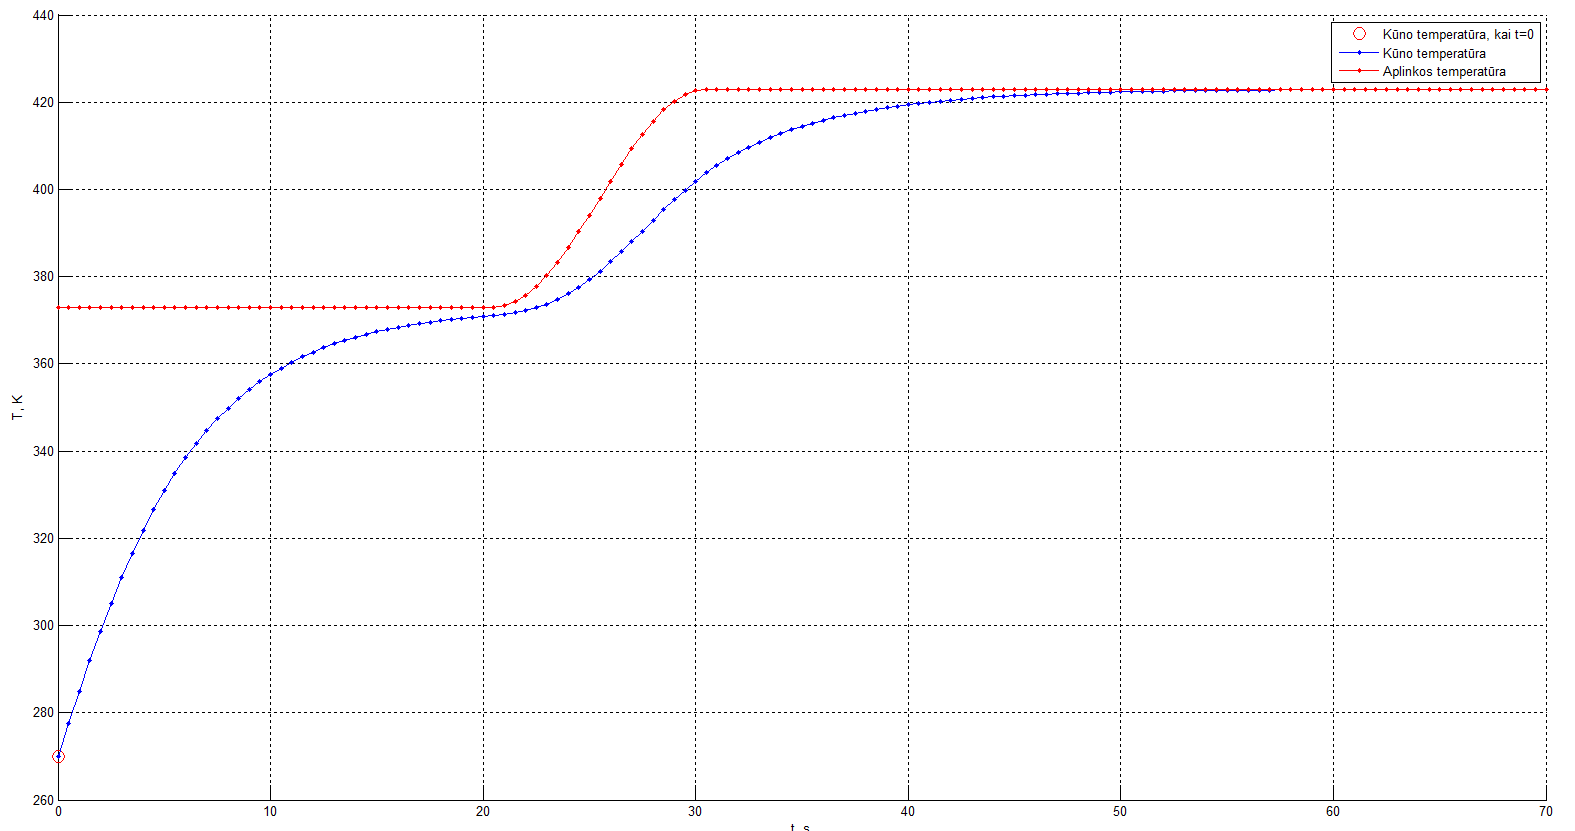 440
420
400
380
360
340
320
300
280
260
T, K
0 10 20 30 40 50 60 70
t, s
Kūno temperatūra, kai t=0
Kūno temperatūra
Aplinkos temperatūra